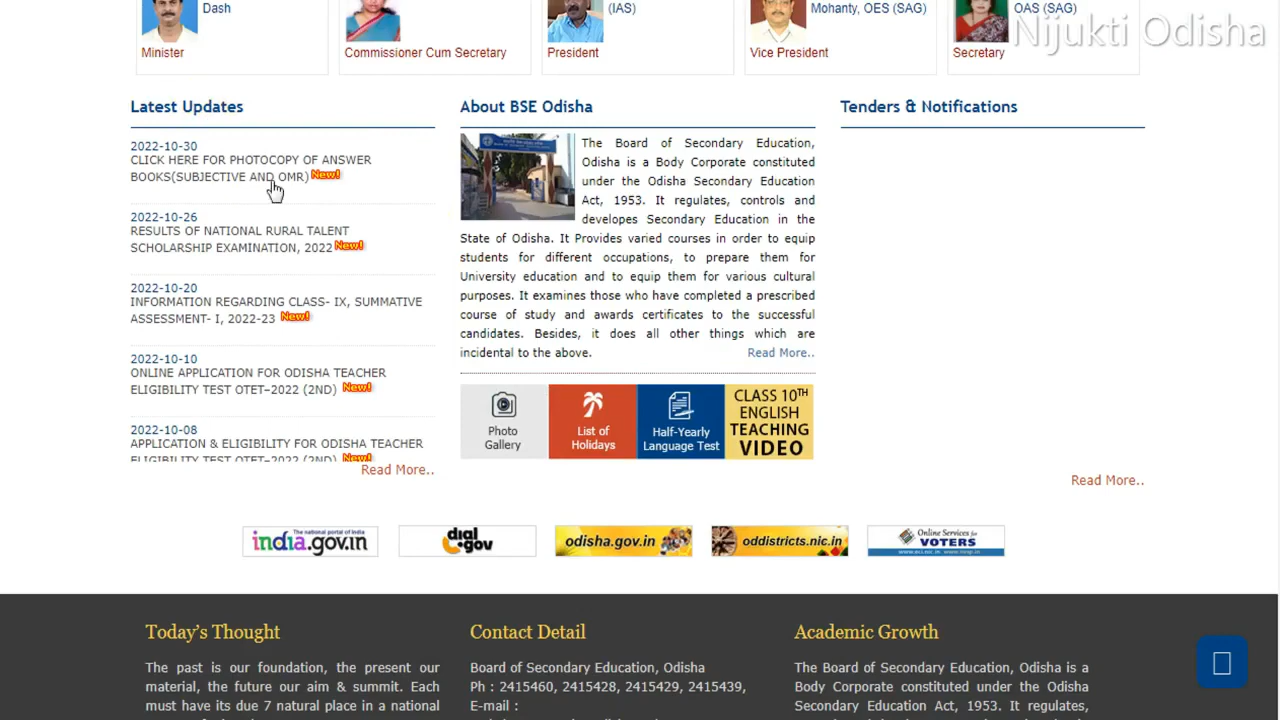 Dash
(IAS)
Mohanty, OES (SAG)
OAS (SAG)
Nijukti Odisha
Minister
Commissioner Cum Secretary
President
Vice President
Secretary
Latest Updates
2022-10-30
CLICK HERE FOR PHOTOCOPY OF ANSWER
BOOKS(SUBJECTIVE AND OMR) New!
2022-10-26
RESULTS OF NATIONAL RURAL TALENT
SCHOLARSHIP EXAMINATION, 2022 New!
2022-10-20
INFORMATION REGARDING CLASS- IX, SUMMATIVE
ASSESSMENT- I, 2022-23 New!
2022-10-10
ONLINE APPLICATION FOR ODISHA TEACHER
ELIGIBILITY TEST OTET–2022 (2ND) New!
2022-10-08
APPLICATION & ELIGIBILITY FOR ODISHA TEACHER
ELIGIBILITY TEST OTET–2022 (2ND) New!
Read More..
About BSE Odisha
The Board of Secondary Education,
Odisha is a Body Corporate constituted
under the Odisha Secondary Education
Act, 1953. It regulates, controls and
developes Secondary Education in the
State of Odisha. It Provides varied courses in order to equip
students for different occupations, to prepare them for
University education and to equip them for various cultural
purposes. It examines those who have completed a prescribed
course of study and awards certificates to the successful
candidates. Besides, it does all other things which are
incidental to the above. Read More..
Photo
Gallery
List of
Holidays
Half-Yearly
Language Test
CLASS 10TH
ENGLISH
TEACHING
VIDEO
Tenders & Notifications
Read More..
The national portal of India
india.gov.in
dial.gov
odisha.gov.in
oddistricts.nic.in
Online Services for
VOTERS
Today's Thought
The past is our foundation, the present our
material, the future our aim & summit. Each
must have its due 7 natural place in a national
Contact Detail
Board of Secondary Education, Odisha
Ph : 2415460, 2415428, 2415429, 2415439,
E-mail :
Academic Growth
The Board of Secondary Education, Odisha is a
Body Corporate constituted under the Odisha
Secondary Education Act, 1953. It regulates,